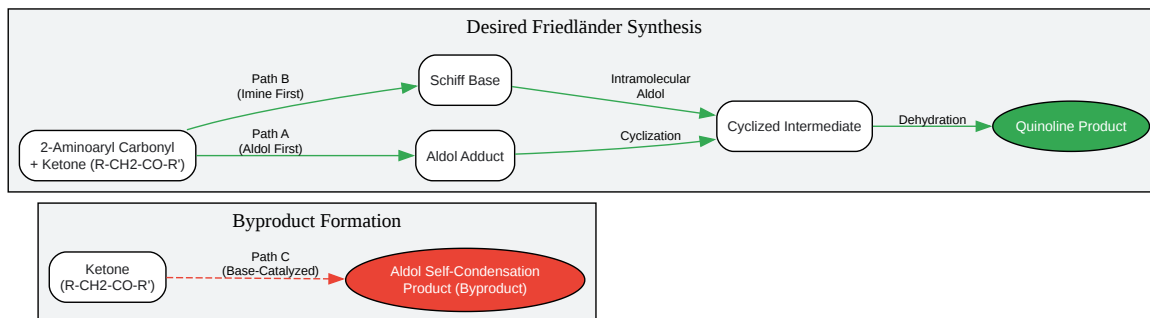 Desired Friedländer Synthesis
Path B
(Imine First)
Schiff Base
Intramolecular
Aldol
2-Aminoaryl Carbonyl
+ Ketone (R-CH2-CO-R')
Path A
(Aldol First)
Aldol Adduct
Cyclization
Cyclized Intermediate
Dehydration
Quinoline Product
Byproduct Formation
Ketone
(R-CH2-CO-R')
Path C
(Base-Catalyzed)
Aldol Self-Condensation
Product (Byproduct)